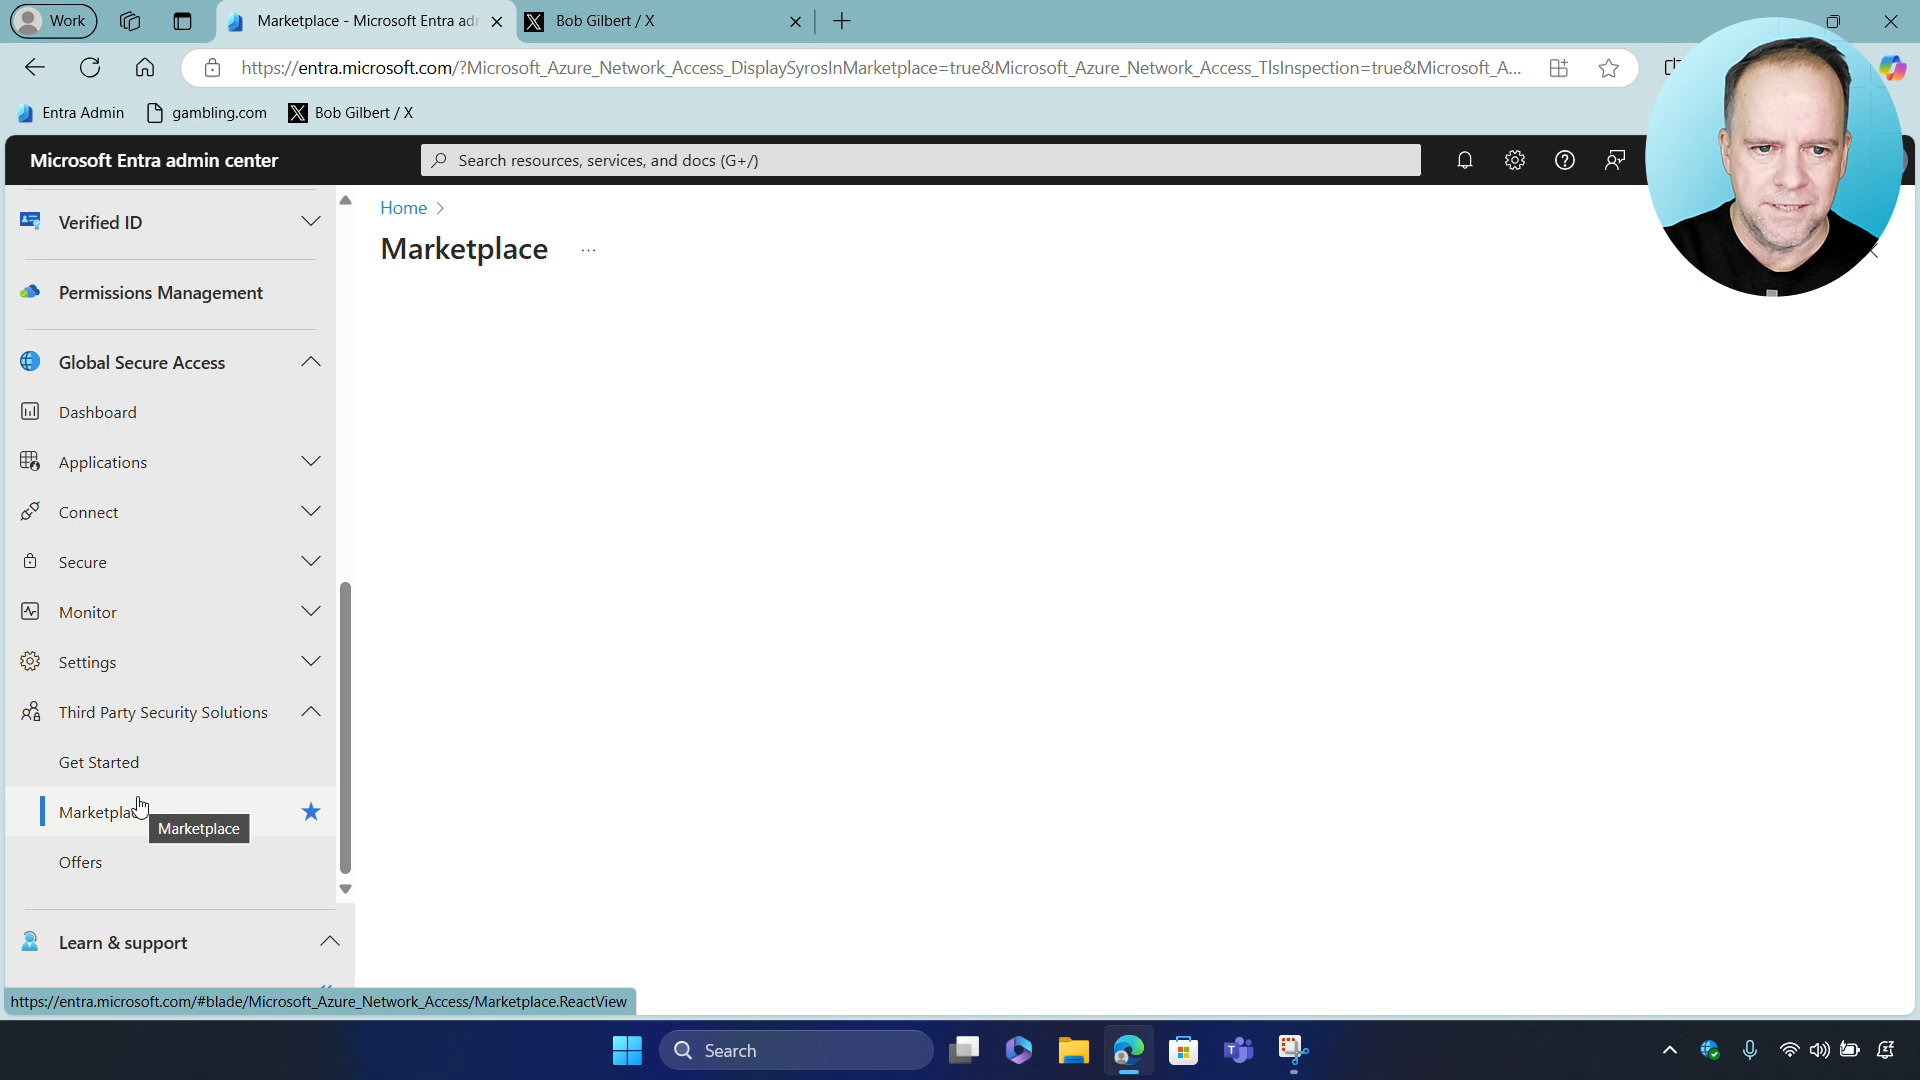 Work
Marketplace - Microsoft Entra adr
Bob Gilbert / X
https://entra.microsoft.com/?Microsoft_Azure_Network_Access_DisplaySyrosInMarketplace=true&Microsoft_Azure_Network_Access_TlsInspection=true&Microsoft_A...
Entra Admin
gambling.com
Bob Gilbert / X
Microsoft Entra admin center
Search resources, services, and docs (G+/)
Verified ID
Permissions Management
Global Secure Access
Dashboard
Applications
Connect
Secure
Monitor
Settings
Third Party Security Solutions
Get Started
Marketplac
Marketplace
Offers
Learn & support
Home
Marketplace
...
https://entra.microsoft.com/#blade/Microsoft_Azure_Network_Access/Marketplace.ReactView
Search